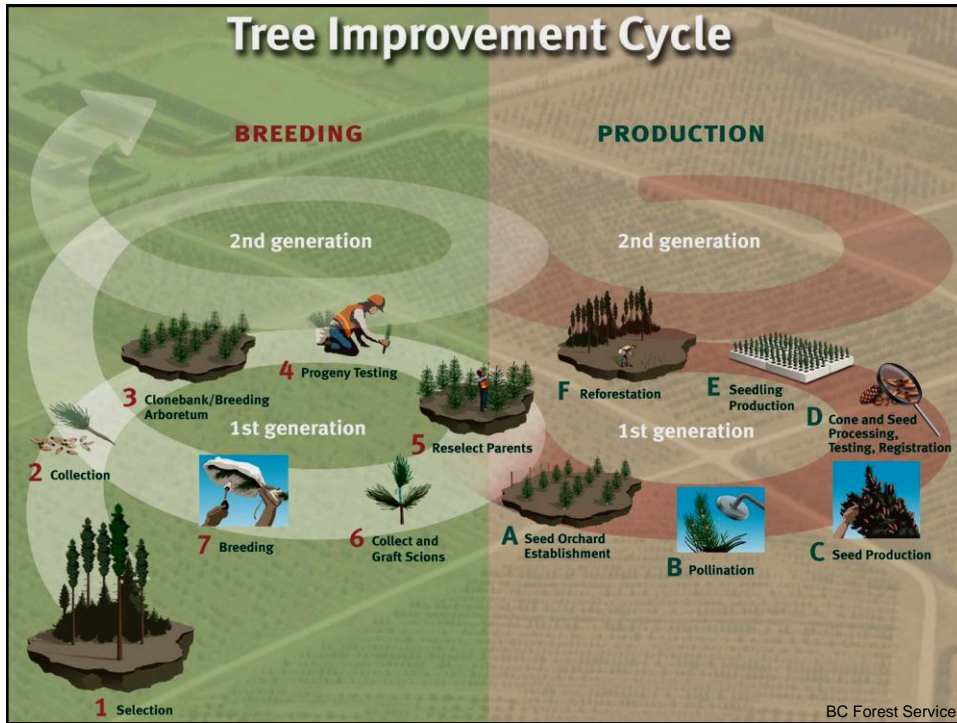 Tree Improvement Cycle
BREEDING
PRODUCTION
2nd generation
2nd generation
4 Progeny Testing
3 Clonebank/Breeding
Arboretum
F Reforestation
E Seedling
Production
1st generation
5 Reselect Parents
1st generation
D Cone and Seed
Processing,
Testing, Registration
2 Collection
7 Breeding
6 Collect and
Graft Scions
A Seed Orchard
Establishment
B Pollination
C Seed Production
1 Selection
BC Forest Service